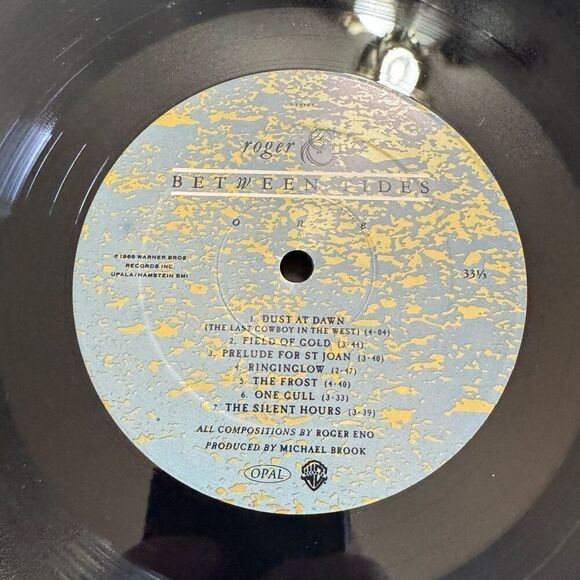 roger
BETWEEN TIDES
one
℗1988 WARNER BROS.
RECORDS INC.
UPALA/HAMSTEIN BMI
33⅓
1. DUST AT DAWN
(THE LAST COWBOY IN THE WEST) (4-04)
2. FIELD OF GOLD (3-44)
3. PRELUDE FOR ST JOAN (3-40)
4. RINGINGLOW (2-47)
5. THE FROST (4-40)
6. ONE GULL (3-33)
7. THE SILENT HOURS (3-39)
ALL COMPOSITIONS BY ROGER ENO
PRODUCED BY MICHAEL BROOK
OPAL